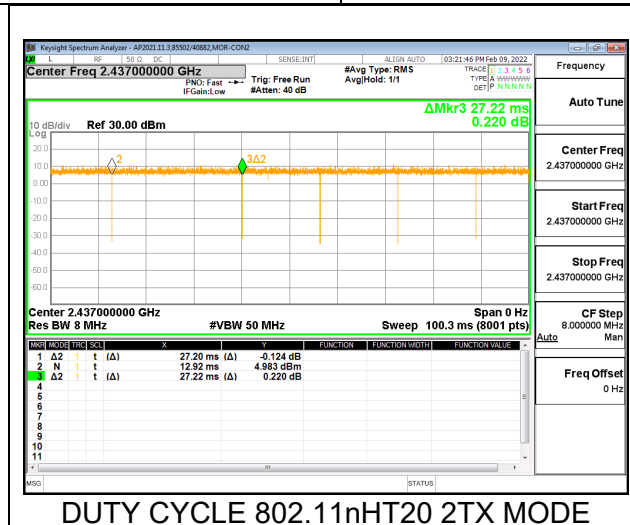 Keysight Spectrum Analyzer - AP2021.11.3,85502/40882,MOR-CON2
L RF 50 Ω DC SENSE:INT ALIGN AUTO 03:21:46 PM Feb 09, 2022
Center Freq 2.437000000 GHz
PNO: Fast
IFGain:Low
Trig: Free Run
#Atten: 40 dB
#Avg Type: RMS
Avg|Hold: 1/1
TRACE 1 2 3 4 5 6
TYPE A WWWWW
DET P N N N N N
ΔMkr3 27.22 ms
0.220 dB
10 dB/div Ref 30.00 dBm
Log
20.0
10.0
0.00
-10.0
-20.0
-30.0
-40.0
-50.0
-60.0
2
3Δ2
Center 2.437000000 GHz Span 0 Hz
Res BW 8 MHz #VBW 50 MHz Sweep 100.3 ms (8001 pts)
MKR MODE TRC SCL X Y FUNCTION FUNCTION WIDTH FUNCTION VALUE
1 Δ2 1 t (Δ) 27.20 ms (Δ) -0.124 dB
2 N 1 t 12.92 ms 4.983 dBm
3 Δ2 1 t (Δ) 27.22 ms (Δ) 0.220 dB
4
5
6
7
8
9
10
11
MSG STATUS
Frequency
Auto Tune
Center Freq
2.437000000 GHz
Start Freq
2.437000000 GHz
Stop Freq
2.437000000 GHz
CF Step
8.000000 MHz
Auto Man
Freq Offset
0 Hz
DUTY CYCLE 802.11nHT20 2TX MODE